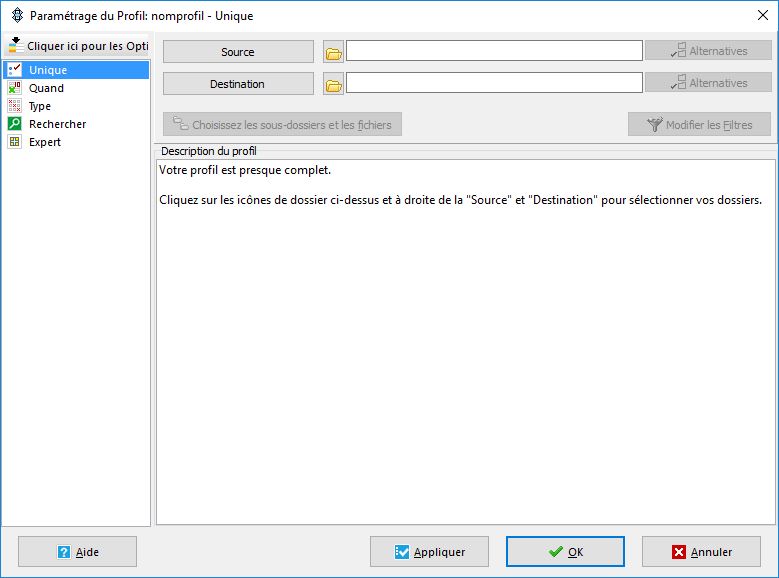 Paramétrage du Profil: nomprofil - Unique
Cliquer ici pour les Opti
Unique
Quand
Type
Rechercher
Expert
Source
Alternatives
Destination
Alternatives
Choisissez les sous-dossiers et les fichiers
Modifier les Filtres
Description du profil
Votre profil est presque complet.
Cliquez sur les icônes de dossier ci-dessus et à droite de la "Source" et "Destination" pour sélectionner vos dossiers.
Aide
Appliquer
OK
Annuler